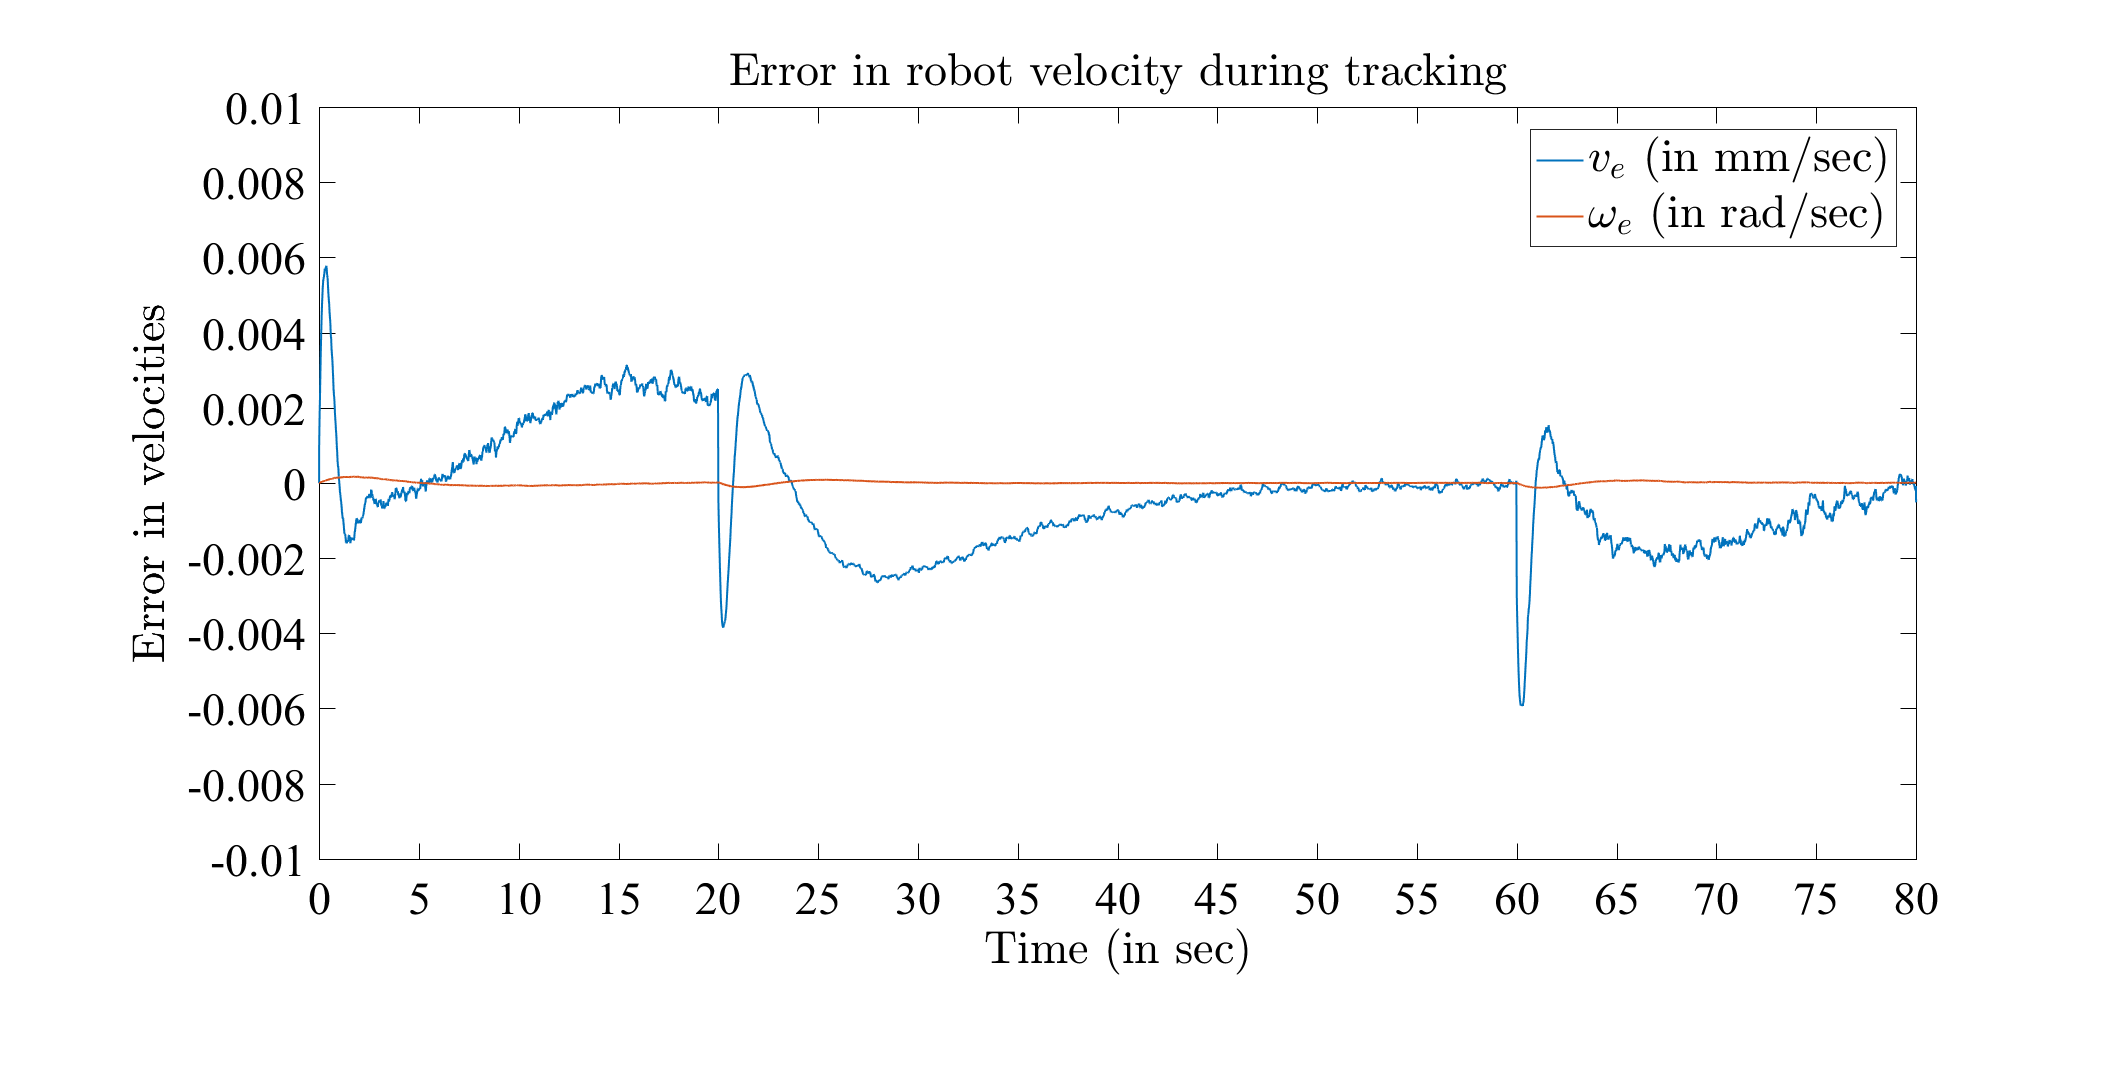 Error in robot velocity during tracking
0.01
0.008
0.006
0.004
0.002
0
-0.002
-0.004
-0.006
-0.008
-0.01
Error in velocities
v_e (in mm/sec)
ω_e (in rad/sec)
0 5 10 15 20 25 30 35 40 45 50 55 60 65 70 75 80
Time (in sec)